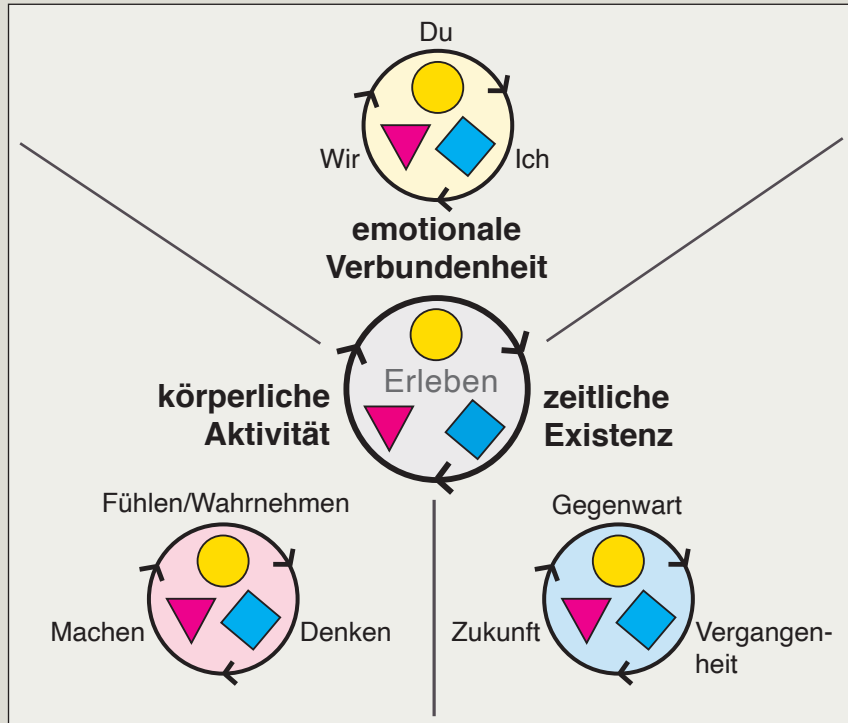 Du
Wir
Ich
emotionale
Verbundenheit
Erleben
körperliche
Aktivität
zeitliche
Existenz
Fühlen/Wahrnehmen
Machen
Denken
Gegenwart
Zukunft
Vergangen-
heit